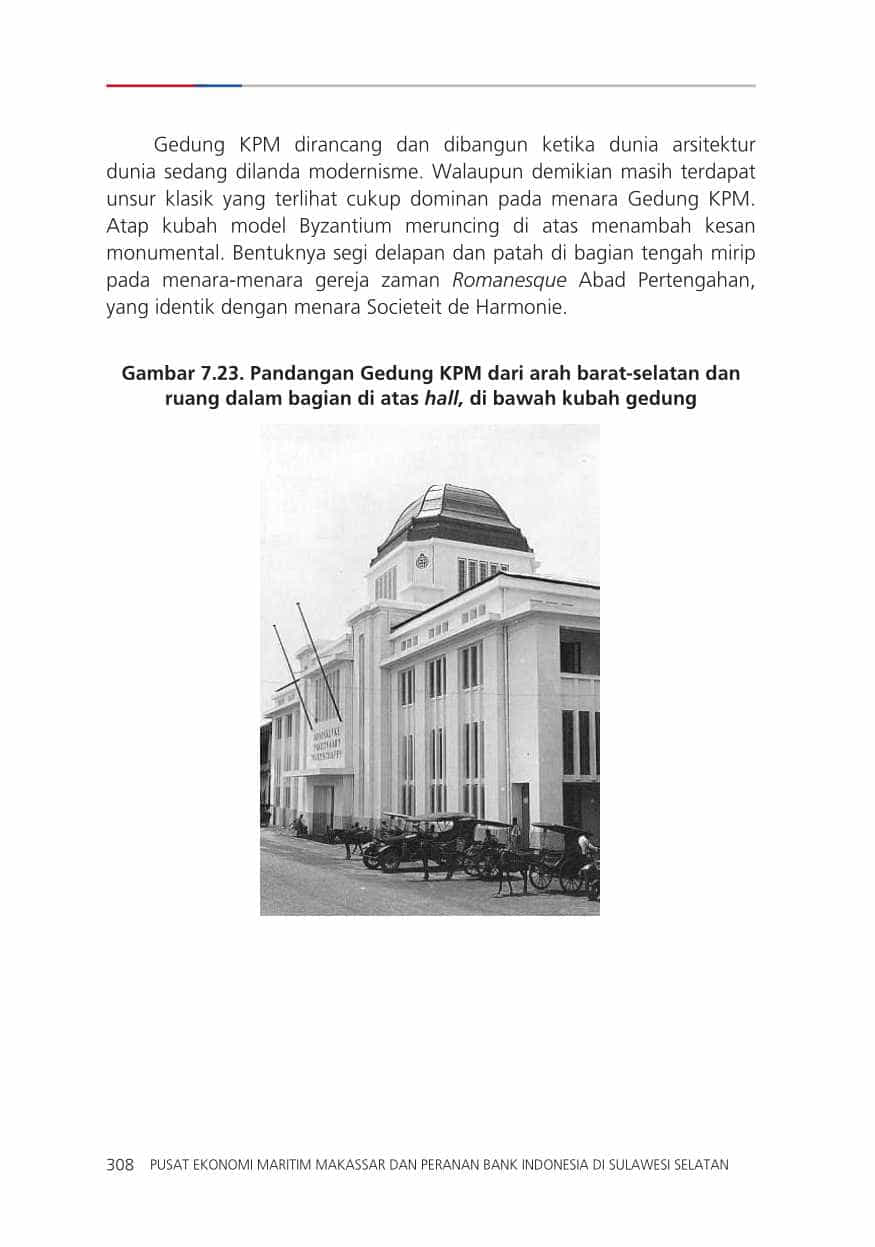 Gedung KPM dirancang dan dibangun ketika dunia arsitektur
dunia sedang dilanda modernisme. Walaupun demikian masih terdapat
unsur klasik yang terlihat cukup dominan pada menara Gedung KPM.
Atap kubah model Byzantium meruncing di atas menambah kesan
monumental. Bentuknya segi delapan dan patah di bagian tengah mirip
pada menara-menara gereja zaman Romanesque Abad Pertengahan,
yang identik dengan menara Societeit de Harmonie.
Gambar 7.23. Pandangan Gedung KPM dari arah barat-selatan dan
ruang dalam bagian di atas hall, di bawah kubah gedung
308 PUSAT EKONOMI MARITIM MAKASSAR DAN PERANAN BANK INDONESIA DI SULAWESI SELATAN